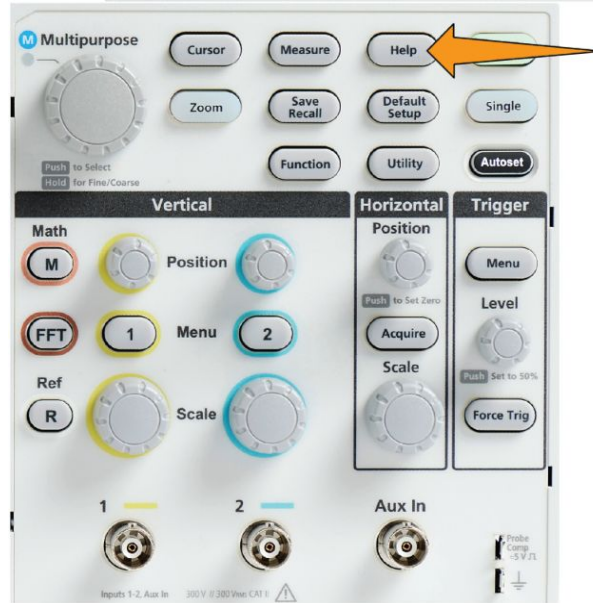 M Multipurpose
Cursor
Measure
Help
Zoom
Save
Recall
Default
Setup
Single
Push to Select
Hold for Fine/Coarse
Function
Utility
Autoset
Vertical
Horizontal
Trigger
Math
M
Position
Position
Push to Set Zero
Menu
Level
FFT
1
Menu
2
Acquire
Push Set to 50%
Ref
R
Scale
Scale
Force Trig
1
2
Aux In
Probe
Comp
Inputs 1-2, Aux In